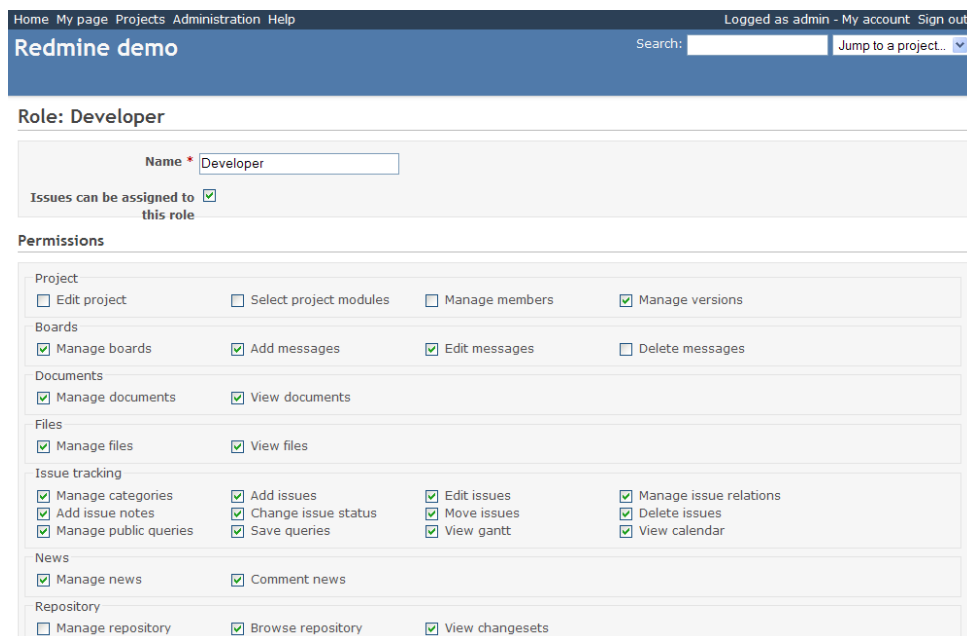 Home My page Projects Administration Help Logged as admin - My account Sign out
Redmine demo Search: Jump to a project...
Role: Developer
Name * Developer
Issues can be assigned to
this role
Permissions
Project
Edit project Select project modules Manage members Manage versions
Boards
Manage boards Add messages Edit messages Delete messages
Documents
Manage documents View documents
Files
Manage files View files
Issue tracking
Manage categories Add issues Edit issues Manage issue relations
Add issue notes Change issue status Move issues Delete issues
Manage public queries Save queries View gantt View calendar
News
Manage news Comment news
Repository
Manage repository Browse repository View changesets